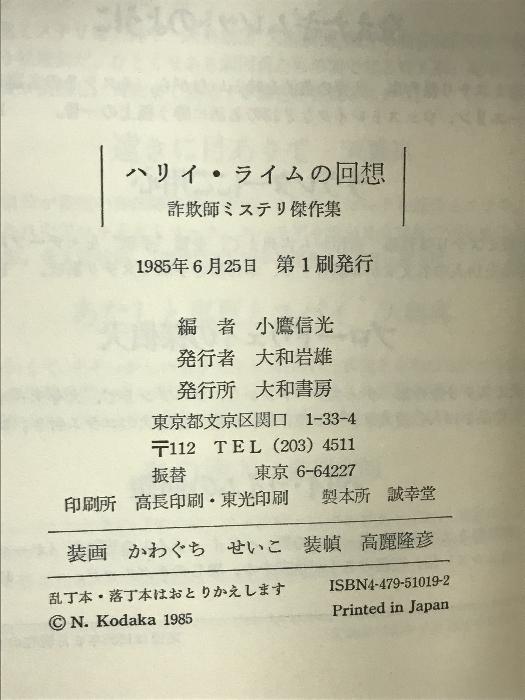 ハリイ・ライムの回想
詐欺師ミステリ傑作集
1985年6月25日 第1刷発行
編者 小鷹信光
発行者 大和岩雄
発行所 大和書房
東京都文京区関口 1-33-4
〒112 TEL (203) 4511
振替 東京 6-64227
印刷所 高長印刷・東光印刷 製本所 誠幸堂
装画 かわぐち せいこ 装幀 高麗隆彦
乱丁本・落丁本はおとりかえします
ISBN4-479-51019-2
© N. Kodaka 1985
Printed in Japan